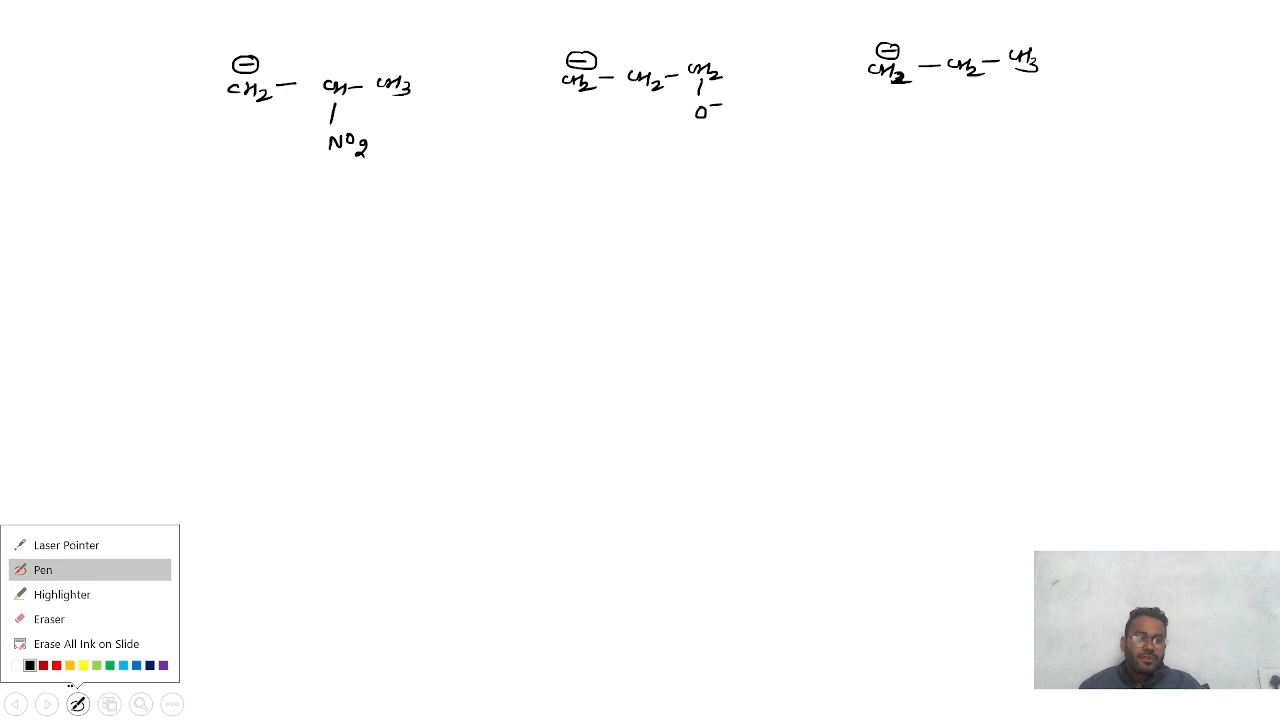 ⊖ ⊖ ⊖
CH2 — CH — CH3 CH2 — CH2 — CH2 CH2 — CH2 — CH3
| |
NO2 O−
Laser Pointer
Pen
Highlighter
Eraser
Erase All Ink on Slide